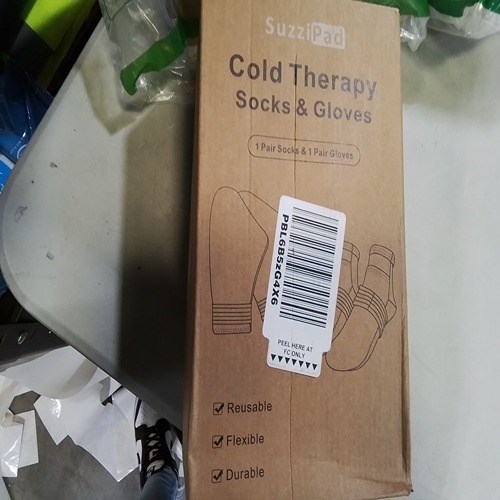 SuzziPad
Cold Therapy
Socks & Gloves
1 Pair Socks & 1 Pair Gloves
PBL6B5zG4X6
PEEL HERE AT
FC ONLY
Reusable
Flexible
Durable